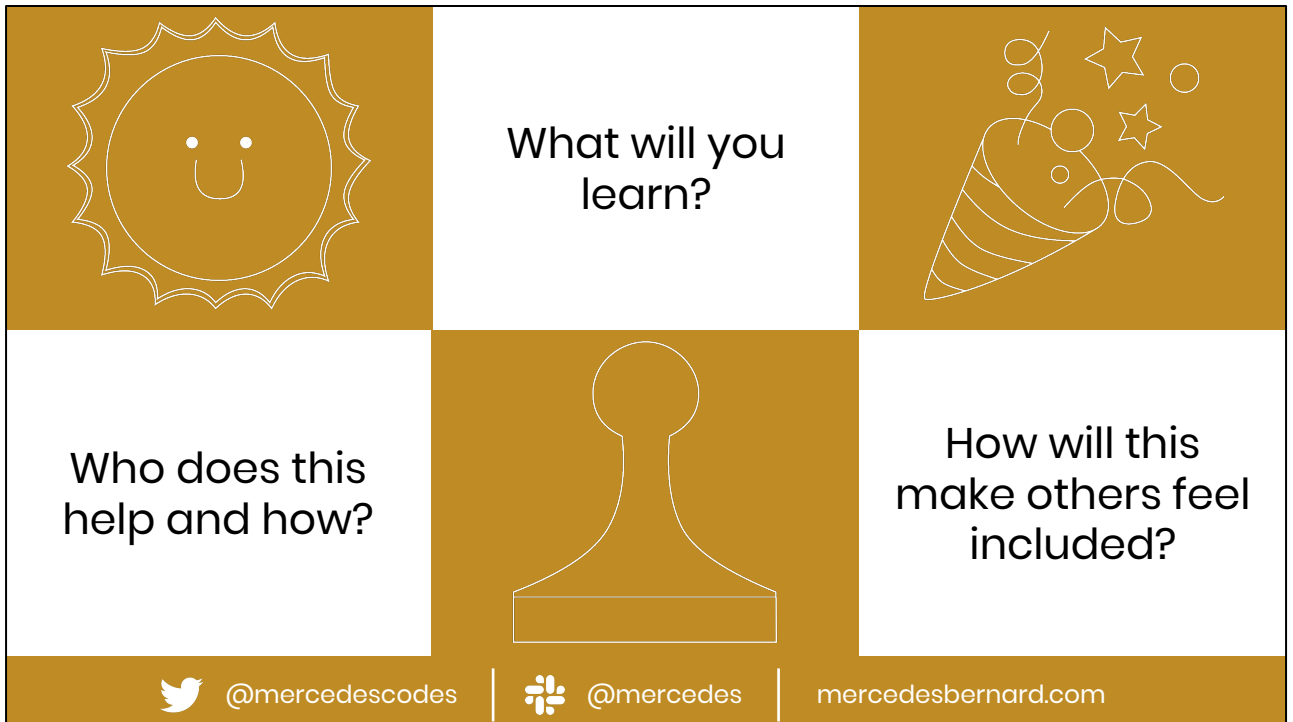 What will you
learn?
Who does this
help and how?
How will this
make others feel
included?
@mercedescodes
@mercedes
mercedesbernard.com